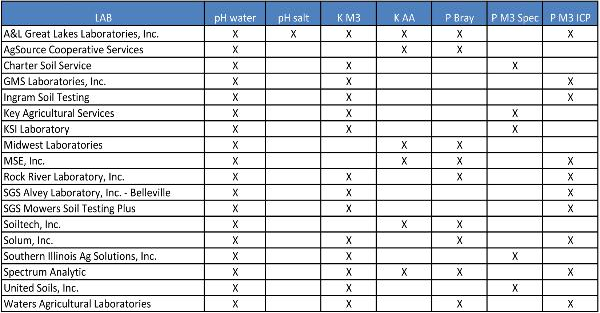 LAB pH water pH salt K M3 K AA P Bray P M3 Spec P M3 ICP
A&L Great Lakes Laboratories, Inc. X X X X X X
AgSource Cooperative Services X X X
Charter Soil Service X X X
GMS Laboratories, Inc. X X X
Ingram Soil Testing X X X
Key Agricultural Services X X X
KSI Laboratory X X X
Midwest Laboratories X X X
MSE, Inc. X X X X
Rock River Laboratory, Inc. X X X X
SGS Alvey Laboratory, Inc. - Belleville X X X
SGS Mowers Soil Testing Plus X X X
Soiltech, Inc. X X X
Solum, Inc. X X X X
Southern Illinois Ag Solutions, Inc. X X X
Spectrum Analytic X X X X X
United Soils, Inc. X X X
Waters Agricultural Laboratories X X X X